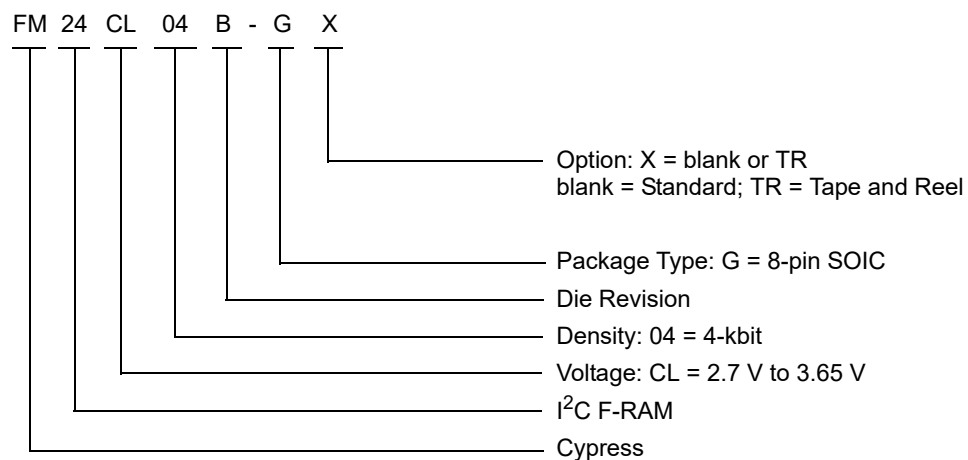 FM 24 CL 04 B - G X
Option: X = blank or TR
blank = Standard; TR = Tape and Reel
Package Type: G = 8-pin SOIC
Die Revision
Density: 04 = 4-kbit
Voltage: CL = 2.7 V to 3.65 V
I²C F-RAM
Cypress